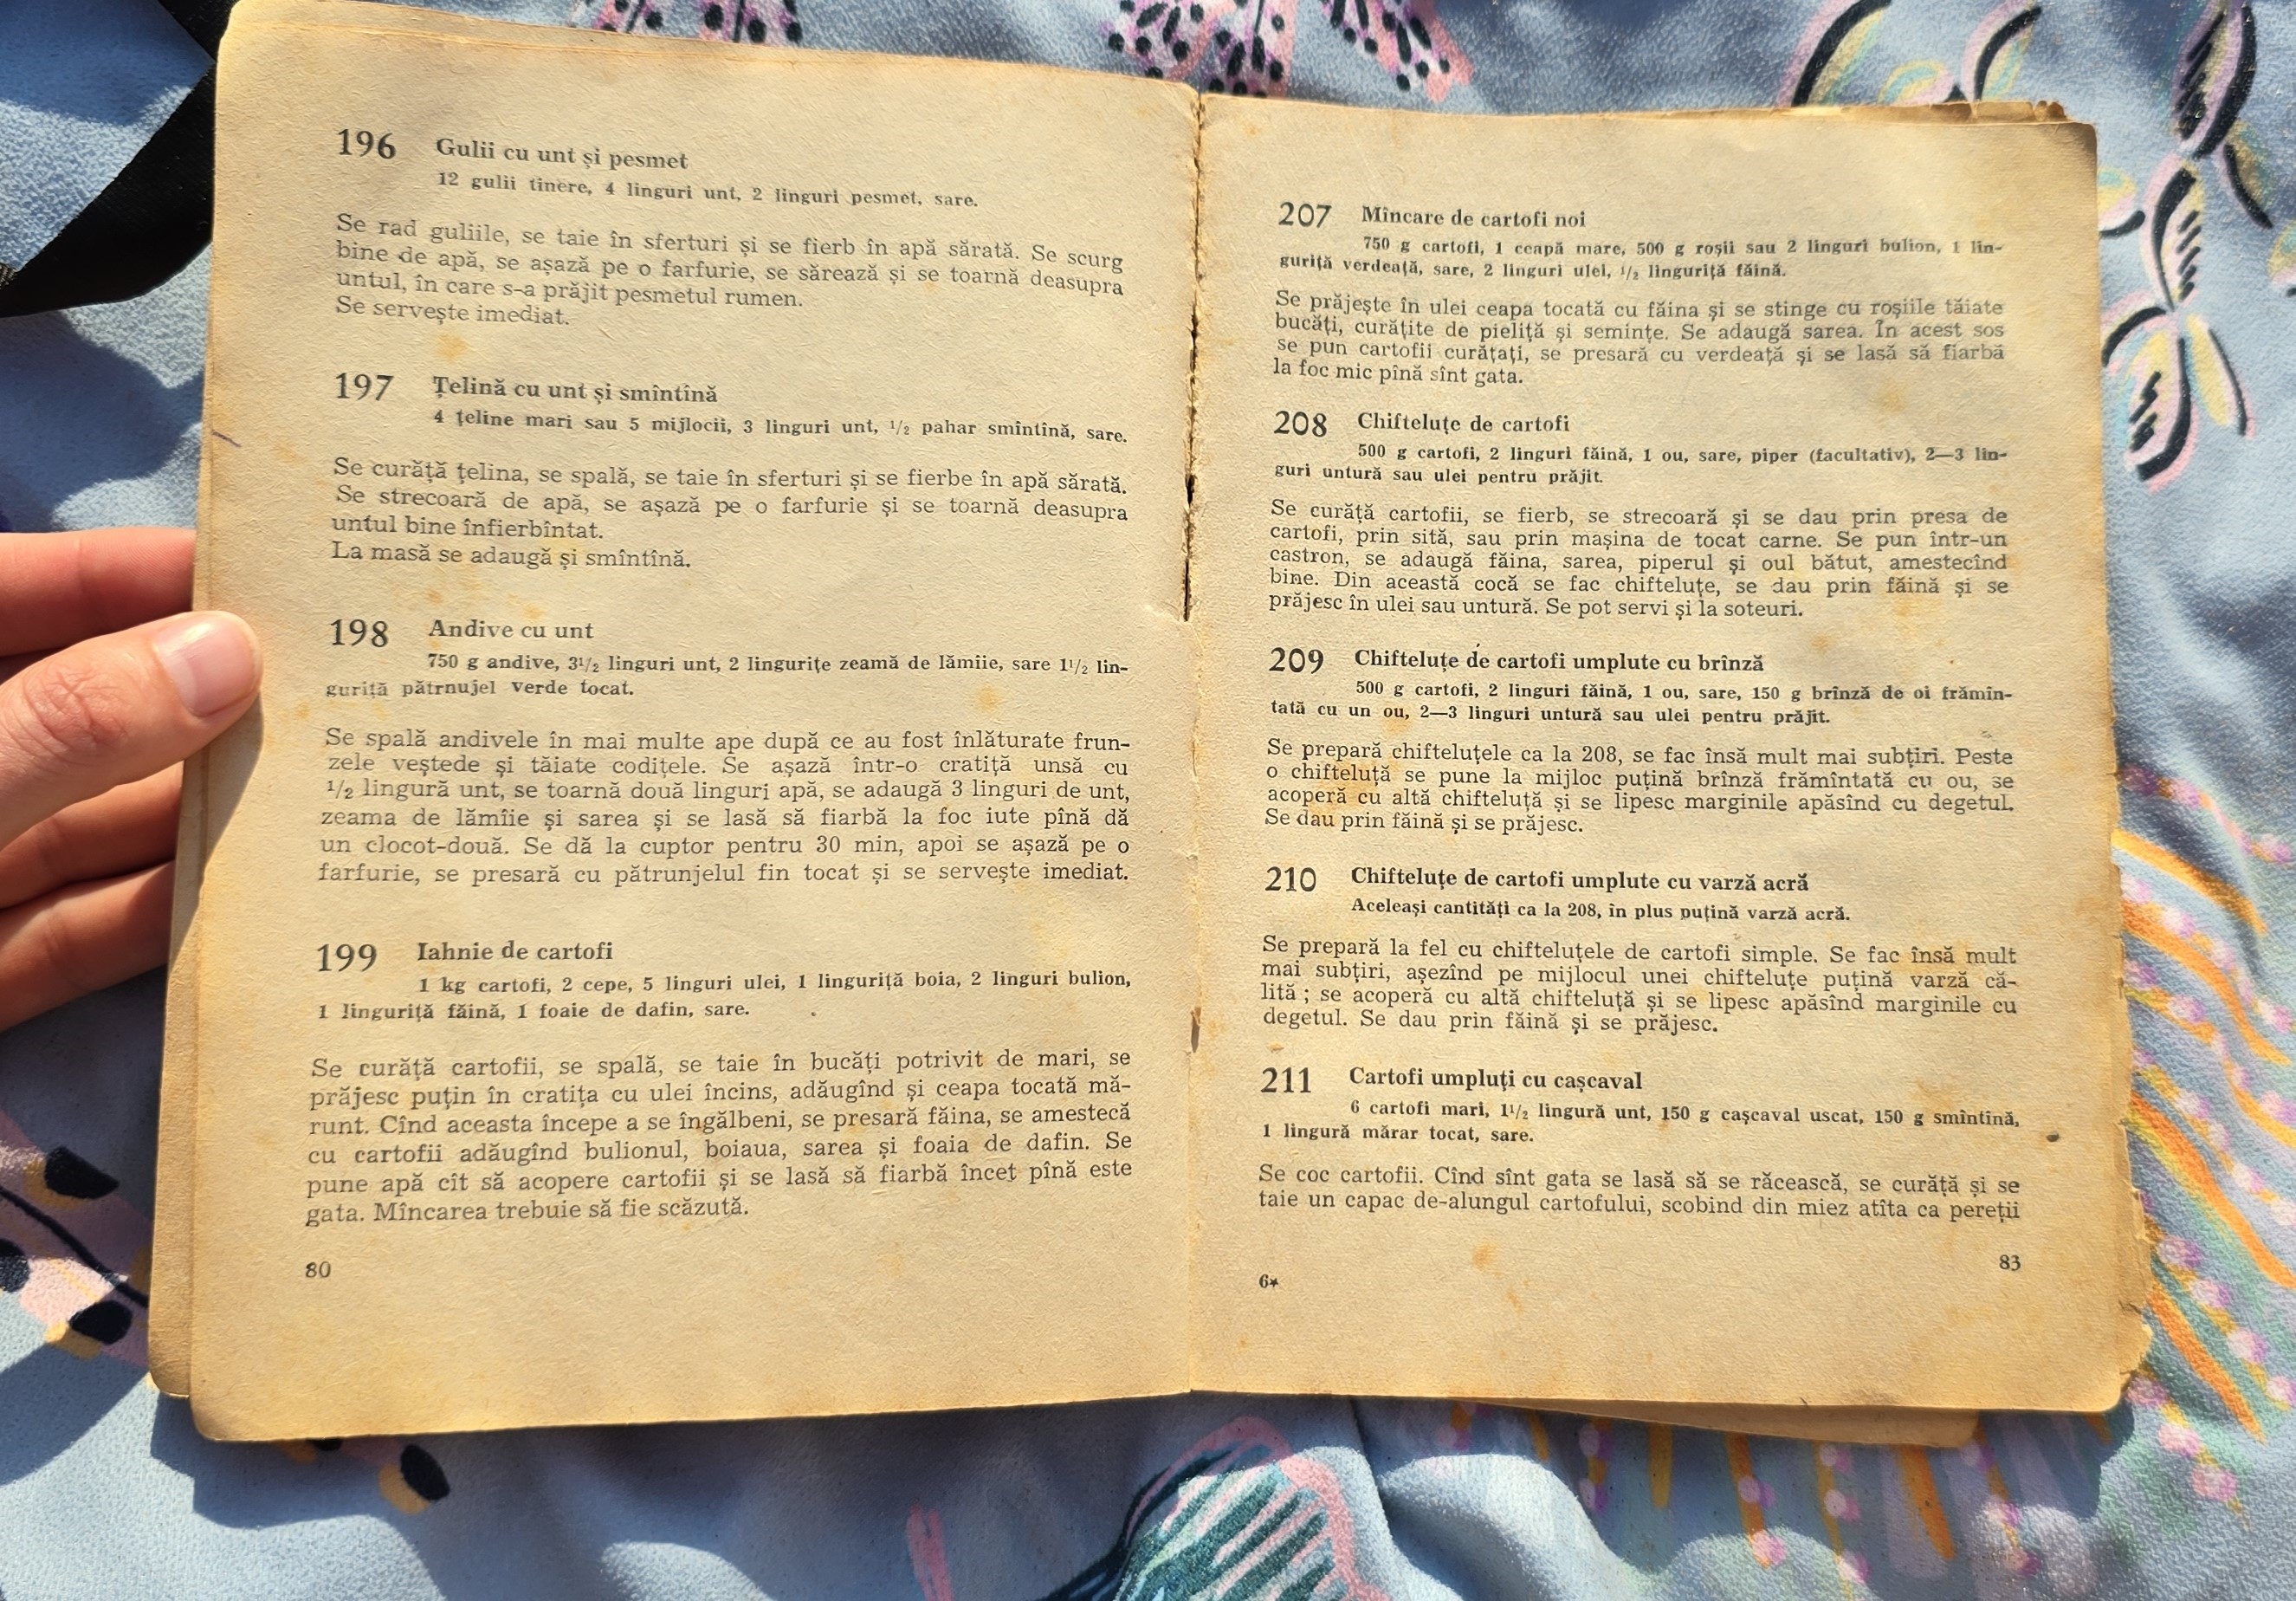 196 Gulii cu unt și pesmet
12 gulii tinere, 4 linguri unt, 2 linguri pesmet, sare.
Se rad guliile, se taie în sferturi și se fierb în apă sărată. Se scurg
bine de apă, se așază pe o farfurie, se sărează și se toarnă deasupra
untul, în care s-a prăjit pesmetul rumen.
Se servește imediat.
197 Țelină cu unt și smîntînă
4 țeline mari sau 5 mijlocii, 3 linguri unt, 1/2 pahar smîntînă, sare.
Se curăță țelina, se spală, se taie în sferturi și se fierbe în apă sărată.
Se strecoară de apă, se așază pe o farfurie și se toarnă deasupra
untul bine înfierbîntat.
La masă se adaugă și smîntînă.
198 Andive cu unt
750 g andive, 3 1/2 linguri unt, 2 lingurițe zeamă de lămîie, sare 1 1/2 lin-
guriță pătrnujel verde tocat.
Se spală andivele în mai multe ape după ce au fost înlăturate frun-
zele veștede și tăiate codițele. Se așază într-o cratiță unsă cu
1/2 lingură unt, se toarnă două linguri apă, se adaugă 3 linguri de unt,
zeama de lămîie și sarea și se lasă să fiarbă la foc iute pînă dă
un clocot-două. Se dă la cuptor pentru 30 min, apoi se așază pe o
farfurie, se presară cu pătrunjelul fin tocat și se servește imediat.
199 Iahnie de cartofi
1 kg cartofi, 2 cepe, 5 linguri ulei, 1 linguriță boia, 2 linguri bulion,
1 linguriță făină, 1 foaie de dafin, sare.
Se curăță cartofii, se spală, se taie în bucăți potrivit de mari, se
prăjesc puțin în cratița cu ulei încins, adăugînd și ceapa tocată mă-
runt. Cînd aceasta începe a se îngălbeni, se presară făina, se amestecă
cu cartofii adăugînd bulionul, boiaua, sarea și foaia de dafin. Se
pune apă cît să acopere cartofii și se lasă să fiarbă încet pînă este
gata. Mîncarea trebuie să fie scăzută.
80
207 Mîncare de cartofi noi
750 g cartofi, 1 ceapă mare, 500 g roșii sau 2 linguri bulion, 1 lin-
guriță verdeață, sare, 2 linguri ulei, 1/2 linguriță făină.
Se prăjește în ulei ceapa tocată cu făina și se stinge cu roșiile tăiate
bucăți, curățite de pieliță și semințe. Se adaugă sarea. În acest sos
se pun cartofii curățați, se presară cu verdeață și se lasă să fiarbă
la foc mic pînă sînt gata.
208 Chifteluțe de cartofi
500 g cartofi, 2 linguri făină, 1 ou, sare, piper (facultativ), 2—3 lin-
guri untură sau ulei pentru prăjit.
Se curăță cartofii, se fierb, se strecoară și se dau prin presa de
cartofi, prin sită, sau prin mașina de tocat carne. Se pun într-un
castron, se adaugă făina, sarea, piperul și oul bătut, amestecînd
bine. Din această cocă se fac chifteluțe, se dau prin făină și se
prăjesc în ulei sau untură. Se pot servi și la soteuri.
209 Chifteluțe de cartofi umplute cu brînză
500 g cartofi, 2 linguri făină, 1 ou, sare, 150 g brînză de oi frămîn-
tată cu un ou, 2—3 linguri untură sau ulei pentru prăjit.
Se prepară chifteluțele ca la 208, se fac însă mult mai subțiri. Peste
o chifteluță se pune la mijloc puțină brînză frămîntată cu ou, se
acoperă cu altă chifteluță și se lipesc marginile apăsînd cu degetul.
Se dau prin făină și se prăjesc.
210 Chifteluțe de cartofi umplute cu varză acră
Aceleași cantități ca la 208, în plus puțină varză acră.
Se prepară la fel cu chifteluțele de cartofi simple. Se fac însă mult
mai subțiri, așezînd pe mijlocul unei chifteluțe puțină varză că-
lită ; se acoperă cu altă chifteluță și se lipesc apăsînd marginile cu
degetul. Se dau prin făină și se prăjesc.
211 Cartofi umpluți cu cașcaval
6 cartofi mari, 1 1/2 lingură unt, 150 g cașcaval uscat, 150 g smîntînă,
1 lingură mărar tocat, sare.
Se coc cartofii. Cînd sînt gata se lasă să se răcească, se curăță și se
taie un capac de-alungul cartofului, scobind din miez atîta ca pereții
83
6*